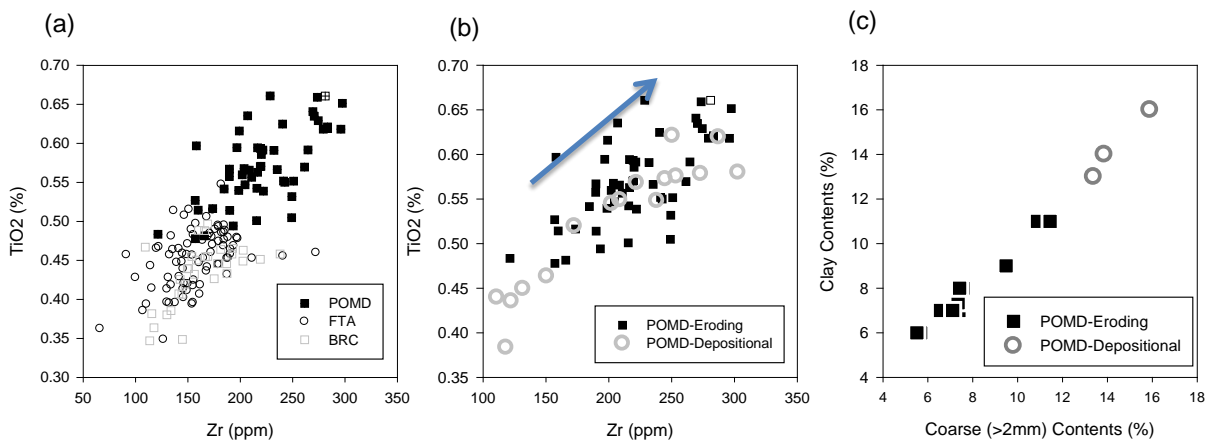 (a)
TiO2 (%)
0.70
0.65
0.60
0.55
0.50
0.45
0.40
0.35
0.30
50 100 150 200 250 300 350
Zr (ppm)
POMD
FTA
BRC
(b)
TiO2 (%)
0.70
0.65
0.60
0.55
0.50
0.45
0.40
0.35
100 150 200 250 300 350
Zr (ppm)
POMD-Eroding
POMD-Depositional
(c)
Clay Contents (%)
18
16
14
12
10
8
6
4
4 6 8 10 12 14 16 18
Coarse (>2mm) Contents (%)
POMD-Eroding
POMD-Depositional